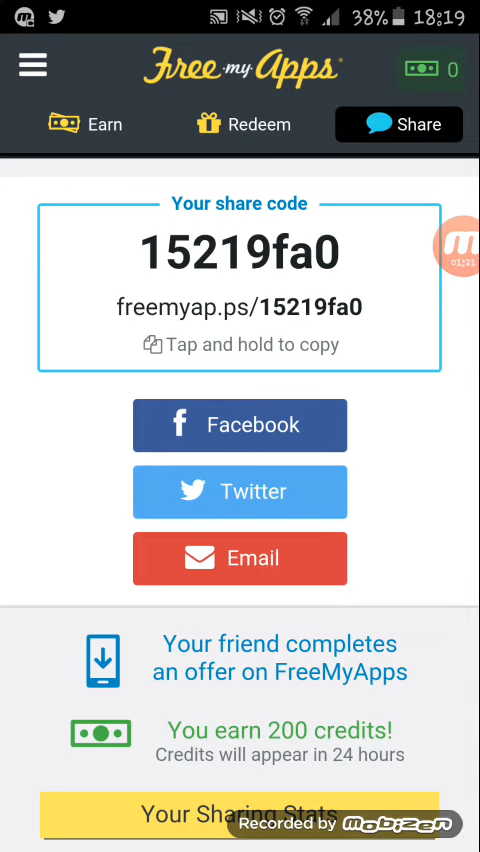 38% 18:19
Free·my·Apps
0
Earn
Redeem
Share
Your share code
15219fa0
01:21
freemyap.ps/15219fa0
Tap and hold to copy
Facebook
Twitter
Email
Your friend completes
an offer on FreeMyApps
You earn 200 credits!
Credits will appear in 24 hours
Your Sharing Stats
Recorded by mobizen